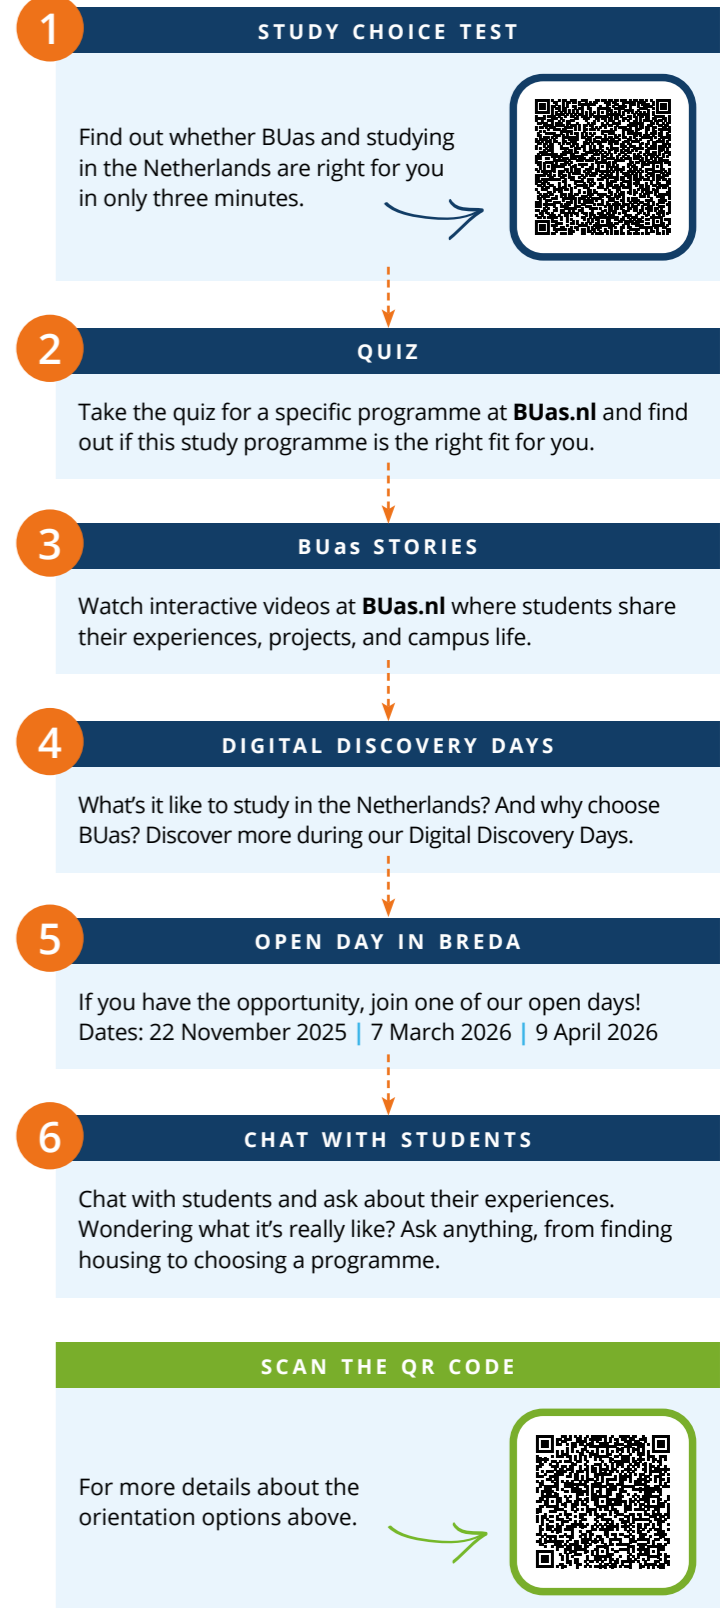 1
STUDY CHOICE TEST
Find out whether BUas and studying
in the Netherlands are right for you
in only three minutes.
2
QUIZ
Take the quiz for a specific programme at BUas.nl and find
out if this study programme is the right fit for you.
3
BUas STORIES
Watch interactive videos at BUas.nl where students share
their experiences, projects, and campus life.
4
DIGITAL DISCOVERY DAYS
What’s it like to study in the Netherlands? And why choose
BUas? Discover more during our Digital Discovery Days.
5
OPEN DAY IN BREDA
If you have the opportunity, join one of our open days!
Dates: 22 November 2025 | 7 March 2026 | 9 April 2026
6
CHAT WITH STUDENTS
Chat with students and ask about their experiences.
Wondering what it’s really like? Ask anything, from finding
housing to choosing a programme.
SCAN THE QR CODE
For more details about the
orientation options above.